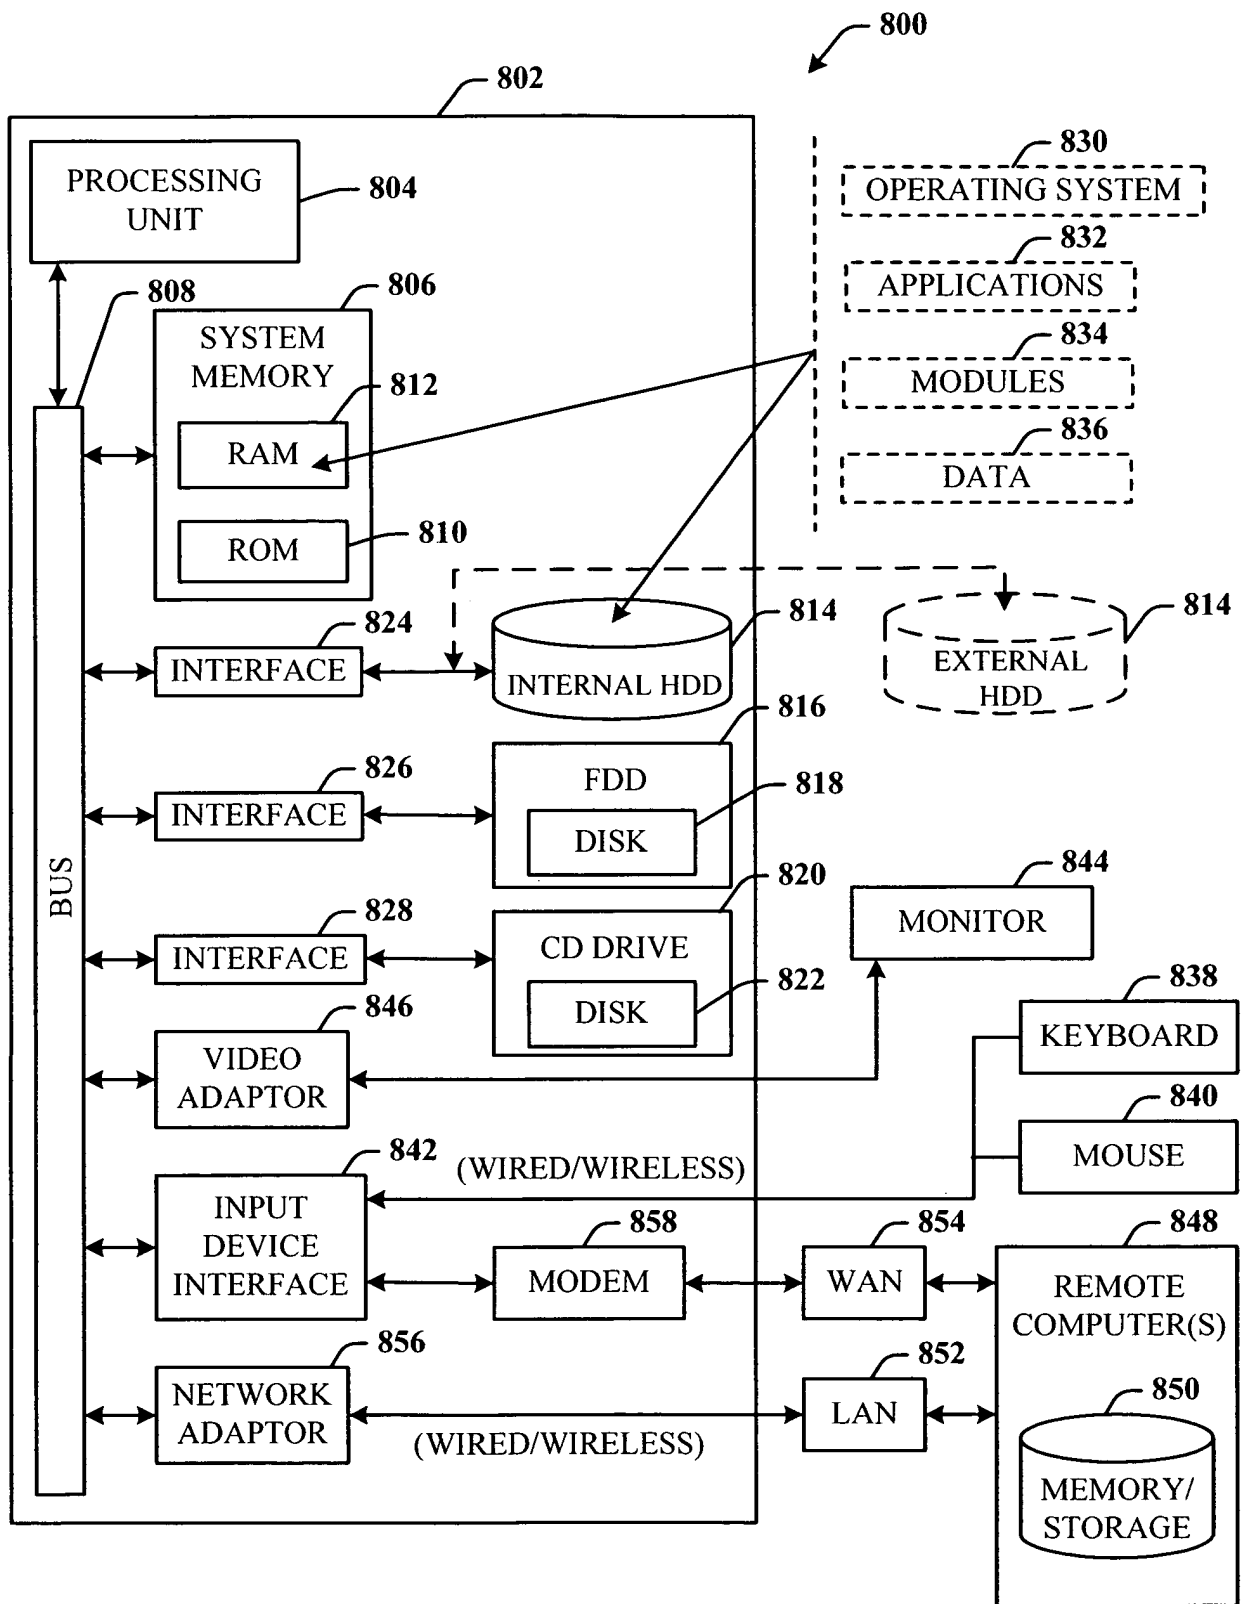 800
802
PROCESSING
UNIT
804
830
OPERATING SYSTEM
832
APPLICATIONS
834
MODULES
836
DATA
808
806
SYSTEM
MEMORY
812
RAM
810
ROM
BUS
824
INTERFACE
814
INTERNAL HDD
814
EXTERNAL
HDD
826
INTERFACE
816
FDD
818
DISK
828
INTERFACE
820
CD DRIVE
822
DISK
844
MONITOR
846
VIDEO
ADAPTOR
838
KEYBOARD
840
MOUSE
842
INPUT
DEVICE
INTERFACE
(WIRED/WIRELESS)
858
MODEM
854
WAN
848
REMOTE
COMPUTER(S)
856
NETWORK
ADAPTOR
(WIRED/WIRELESS)
852
LAN
850
MEMORY/
STORAGE